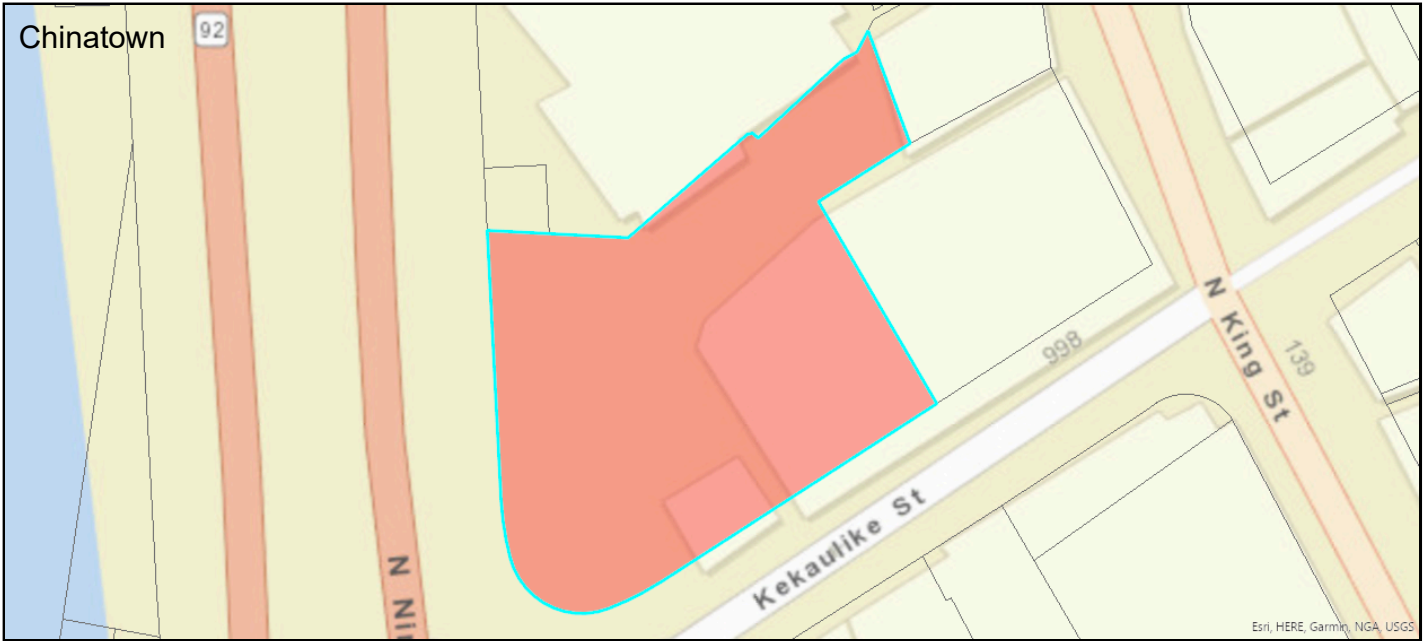 Chinatown
92
998
N King St
139
Kekaulike St
N Ni
Esri, HERE, Garmin, NGA, USGS